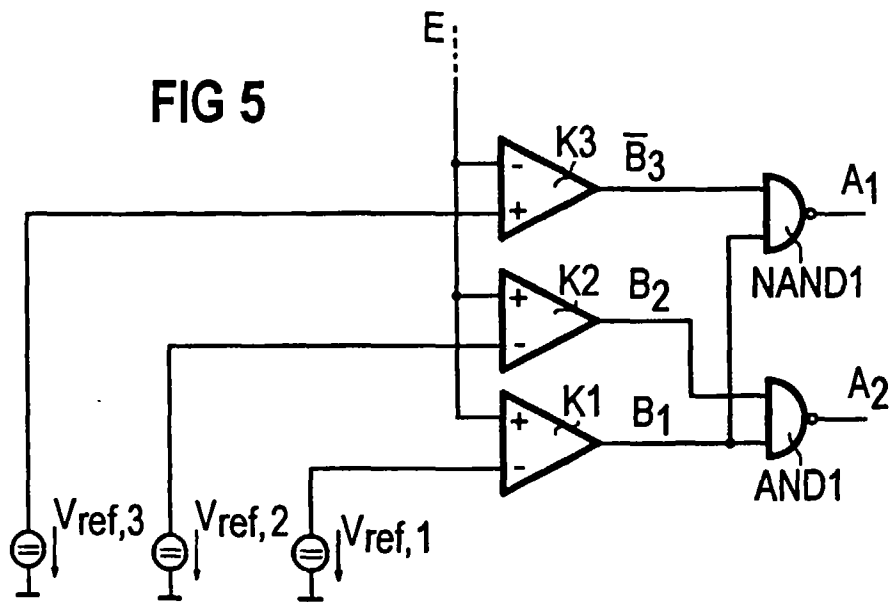 E
FIG 5
- K3 B̅3
+
A1
NAND1
+ K2 B2
-
+ K1 B1
-
A2
AND1
Vref,3 Vref,2 Vref,1